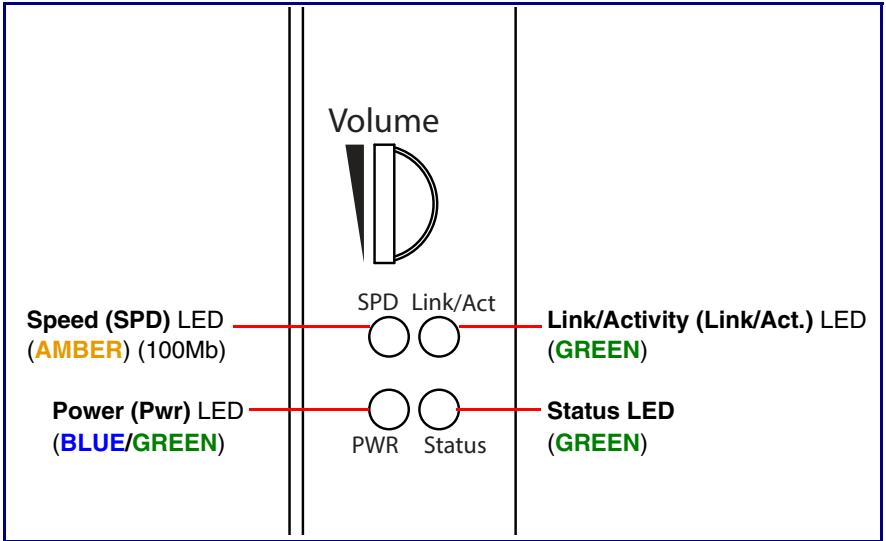 Volume
SPD Link/Act
Speed (SPD) LED
(AMBER) (100Mb)
Link/Activity (Link/Act.) LED
(GREEN)
Power (Pwr) LED
(BLUE/GREEN)
Status LED
(GREEN)
PWR Status